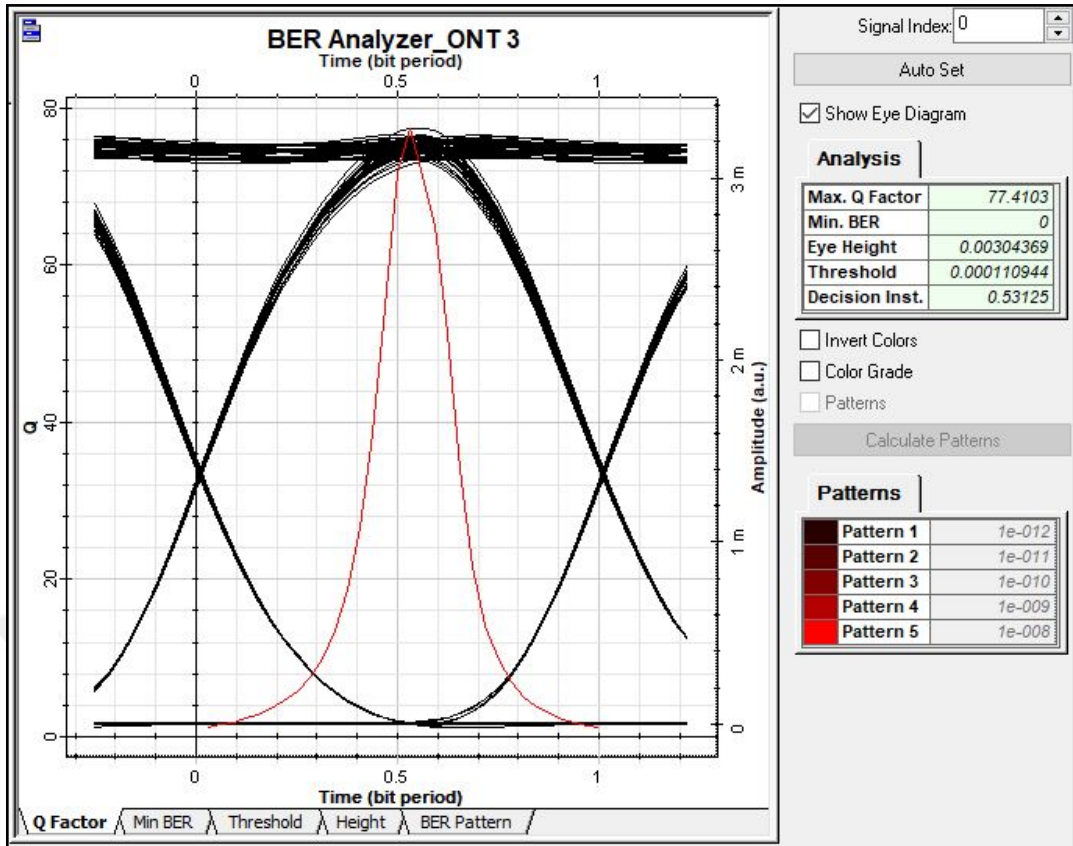 BER Analyzer_ONT 3
Time (bit period)
0 0.5 1
80
60
40
20
0
Q
3 m
2 m
1 m
0
Amplitude (a.u.)
0 0.5 1
Time (bit period)
Q Factor Min BER Threshold Height BER Pattern
Signal Index: 0
Auto Set
Show Eye Diagram
Analysis
Max. Q Factor 77.4103
Min. BER 0
Eye Height 0.00304369
Threshold 0.000110944
Decision Inst. 0.53125
Invert Colors
Color Grade
Patterns
Calculate Patterns
Patterns
Pattern 1 1e-012
Pattern 2 1e-011
Pattern 3 1e-010
Pattern 4 1e-009
Pattern 5 1e-008